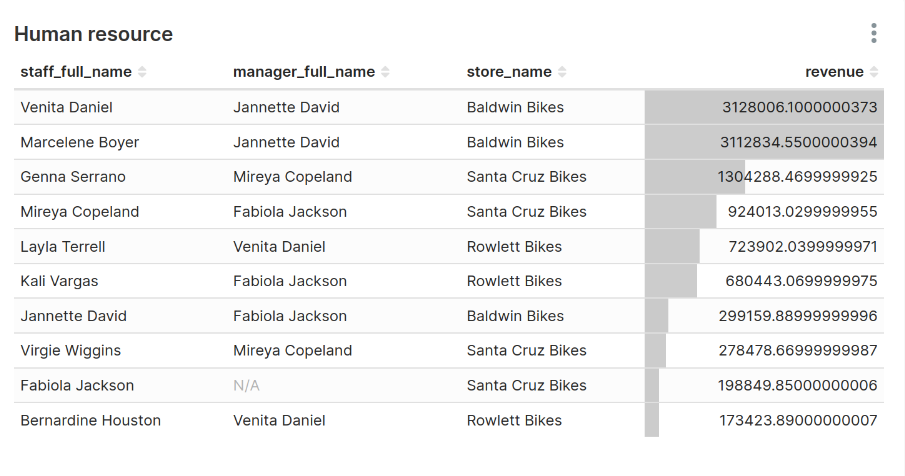 Human resource
staff_full_name manager_full_name store_name revenue
Venita Daniel Jannette David Baldwin Bikes 3128006.1000000373
Marcelene Boyer Jannette David Baldwin Bikes 3112834.5500000394
Genna Serrano Mireya Copeland Santa Cruz Bikes 1304288.4699999925
Mireya Copeland Fabiola Jackson Santa Cruz Bikes 924013.0299999955
Layla Terrell Venita Daniel Rowlett Bikes 723902.0399999971
Kali Vargas Fabiola Jackson Rowlett Bikes 680443.0699999975
Jannette David Fabiola Jackson Baldwin Bikes 299159.88999999996
Virgie Wiggins Mireya Copeland Santa Cruz Bikes 278478.66999999987
Fabiola Jackson N/A Santa Cruz Bikes 198849.85000000006
Bernardine Houston Venita Daniel Rowlett Bikes 173423.89000000007